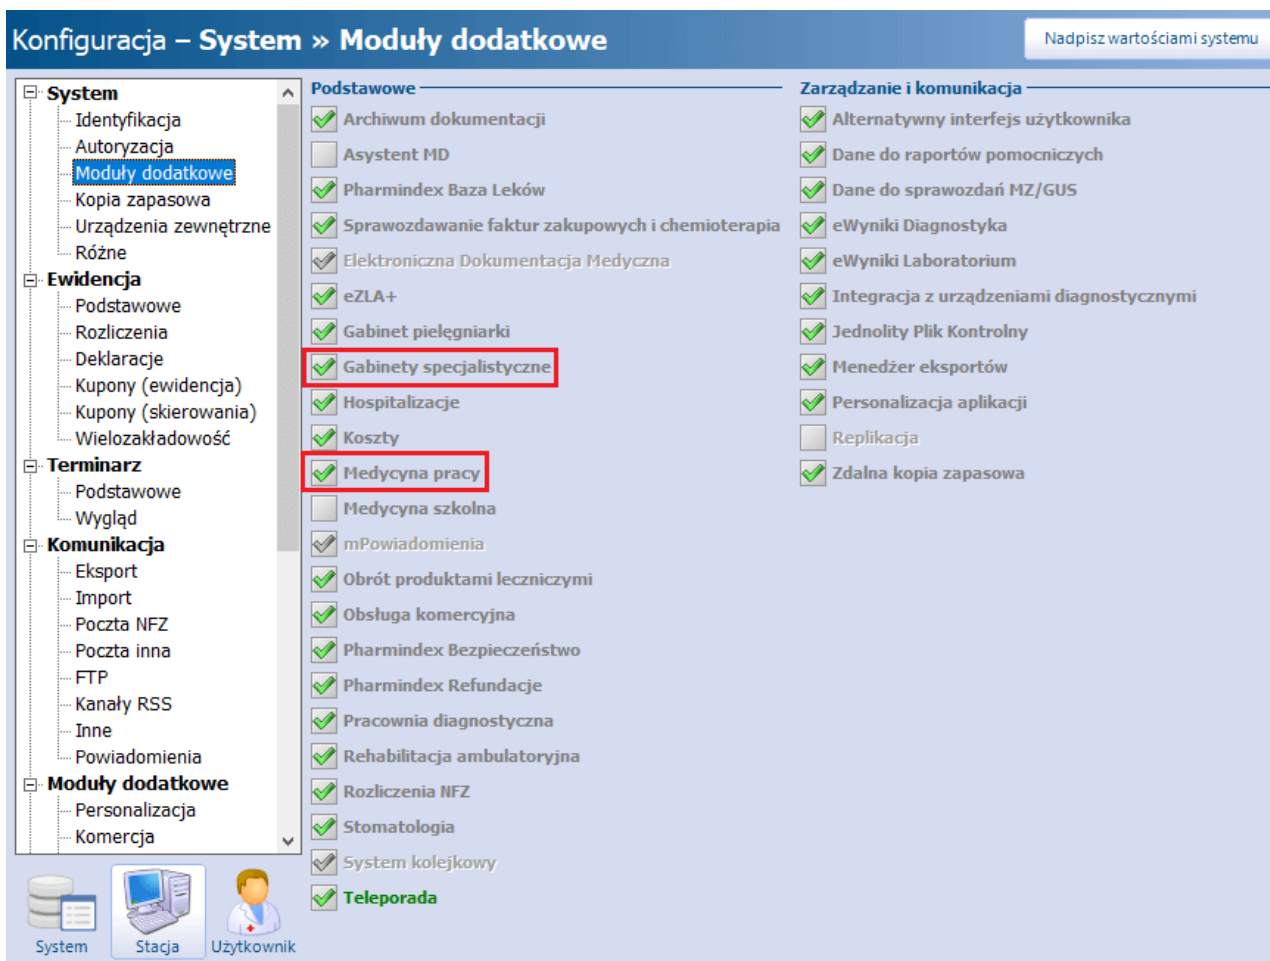 Konfiguracja – System » Moduły dodatkowe
Nadpisz wartościami systemu
System
Identyfikacja
Autoryzacja
Moduły dodatkowe
Kopia zapasowa
Urządzenia zewnętrzne
Różne
Ewidencja
Podstawowe
Rozliczenia
Deklaracje
Kupony (ewidencja)
Kupony (skierowania)
Wielozakładowość
Terminarz
Podstawowe
Wygląd
Komunikacja
Eksport
Import
Poczta NFZ
Poczta inna
FTP
Kanały RSS
Inne
Powiadomienia
Moduły dodatkowe
Personalizacja
Komercja
System
Stacja
Użytkownik
Podstawowe
Archiwum dokumentacji
Asystent MD
Pharmindex Baza Leków
Sprawozdawanie faktur zakupowych i chemioterapia
Elektroniczna Dokumentacja Medyczna
eZLA+
Gabinet pielęgniarki
Gabinety specjalistyczne
Hospitalizacje
Koszty
Medycyna pracy
Medycyna szkolna
mPowiadomienia
Obrót produktami leczniczymi
Obsługa komercyjna
Pharmindex Bezpieczeństwo
Pharmindex Refundacje
Pracownia diagnostyczna
Rehabilitacja ambulatoryjna
Rozliczenia NFZ
Stomatologia
System kolejkowy
Teleporada
Zarządzanie i komunikacja
Alternatywny interfejs użytkownika
Dane do raportów pomocniczych
Dane do sprawozdań MZ/GUS
eWyniki Diagnostyka
eWyniki Laboratorium
Integracja z urządzeniami diagnostycznymi
Jednolity Plik Kontrolny
Menedżer eksportów
Personalizacja aplikacji
Replikacja
Zdalna kopia zapasowa